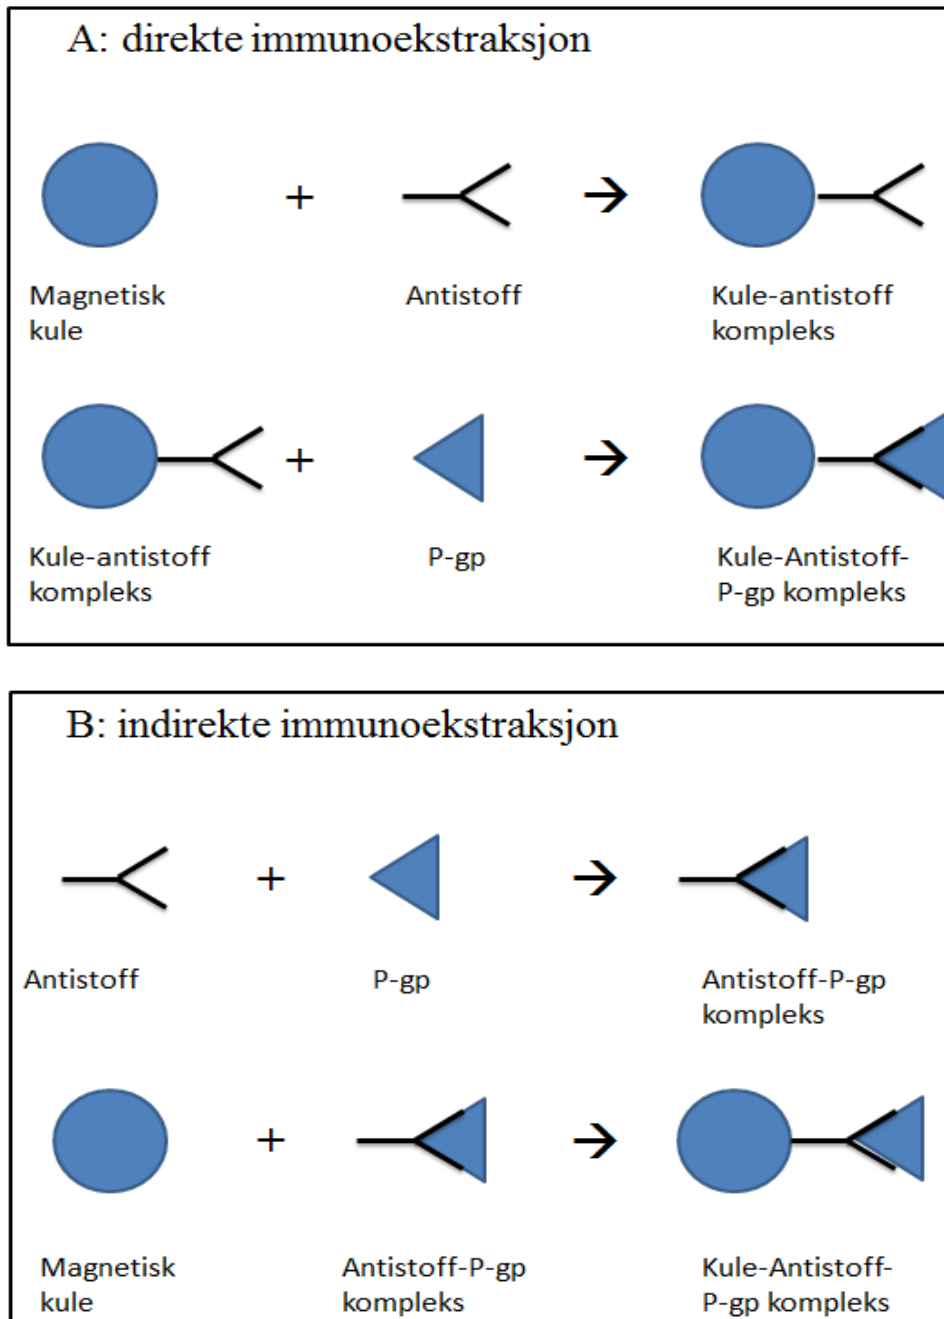 A: direkte immunoekstraksjon
+ →
Magnetisk kule
Antistoff
Kule-antistoff kompleks
+ →
Kule-antistoff kompleks
P-gp
Kule-Antistoff-
P-gp kompleks
B: indirekte immunoekstraksjon
+ →
Antistoff
P-gp
Antistoff-P-gp kompleks
+ →
Magnetisk kule
Antistoff-P-gp kompleks
Kule-Antistoff-
P-gp kompleks